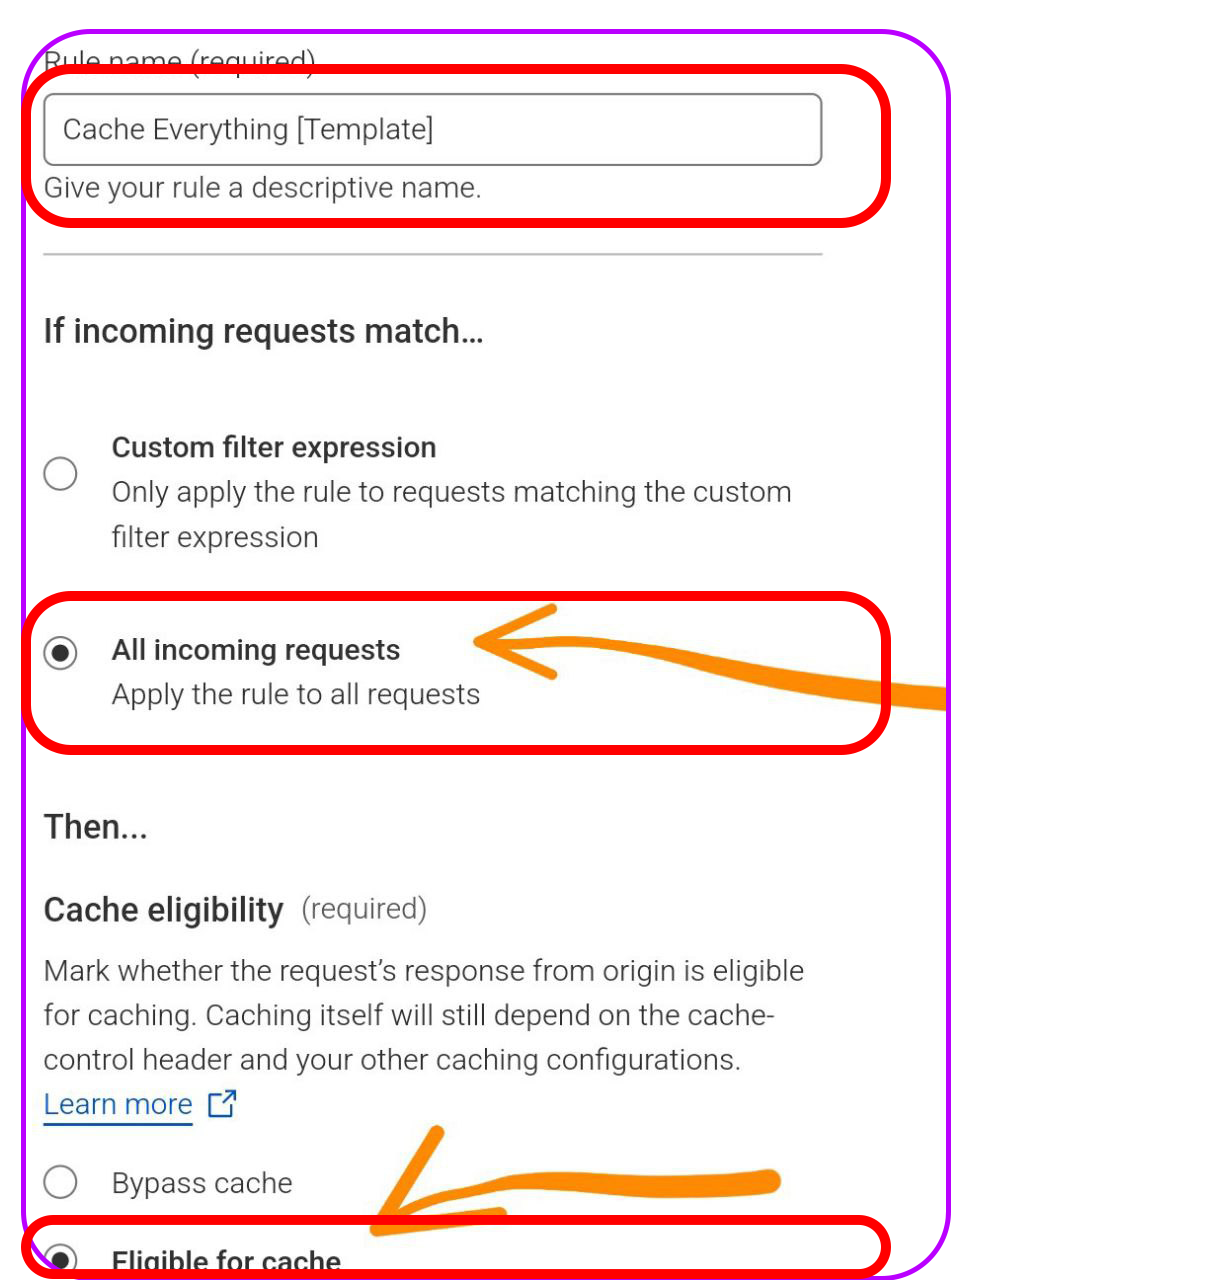 Rule name (required)
Cache Everything [Template]
Give your rule a descriptive name.
If incoming requests match...
Custom filter expression
Only apply the rule to requests matching the custom
filter expression
All incoming requests
Apply the rule to all requests
Then...
Cache eligibility (required)
Mark whether the request’s response from origin is eligible
for caching. Caching itself will still depend on the cache-
control header and your other caching configurations.
Learn more
Bypass cache
Eligible for cache